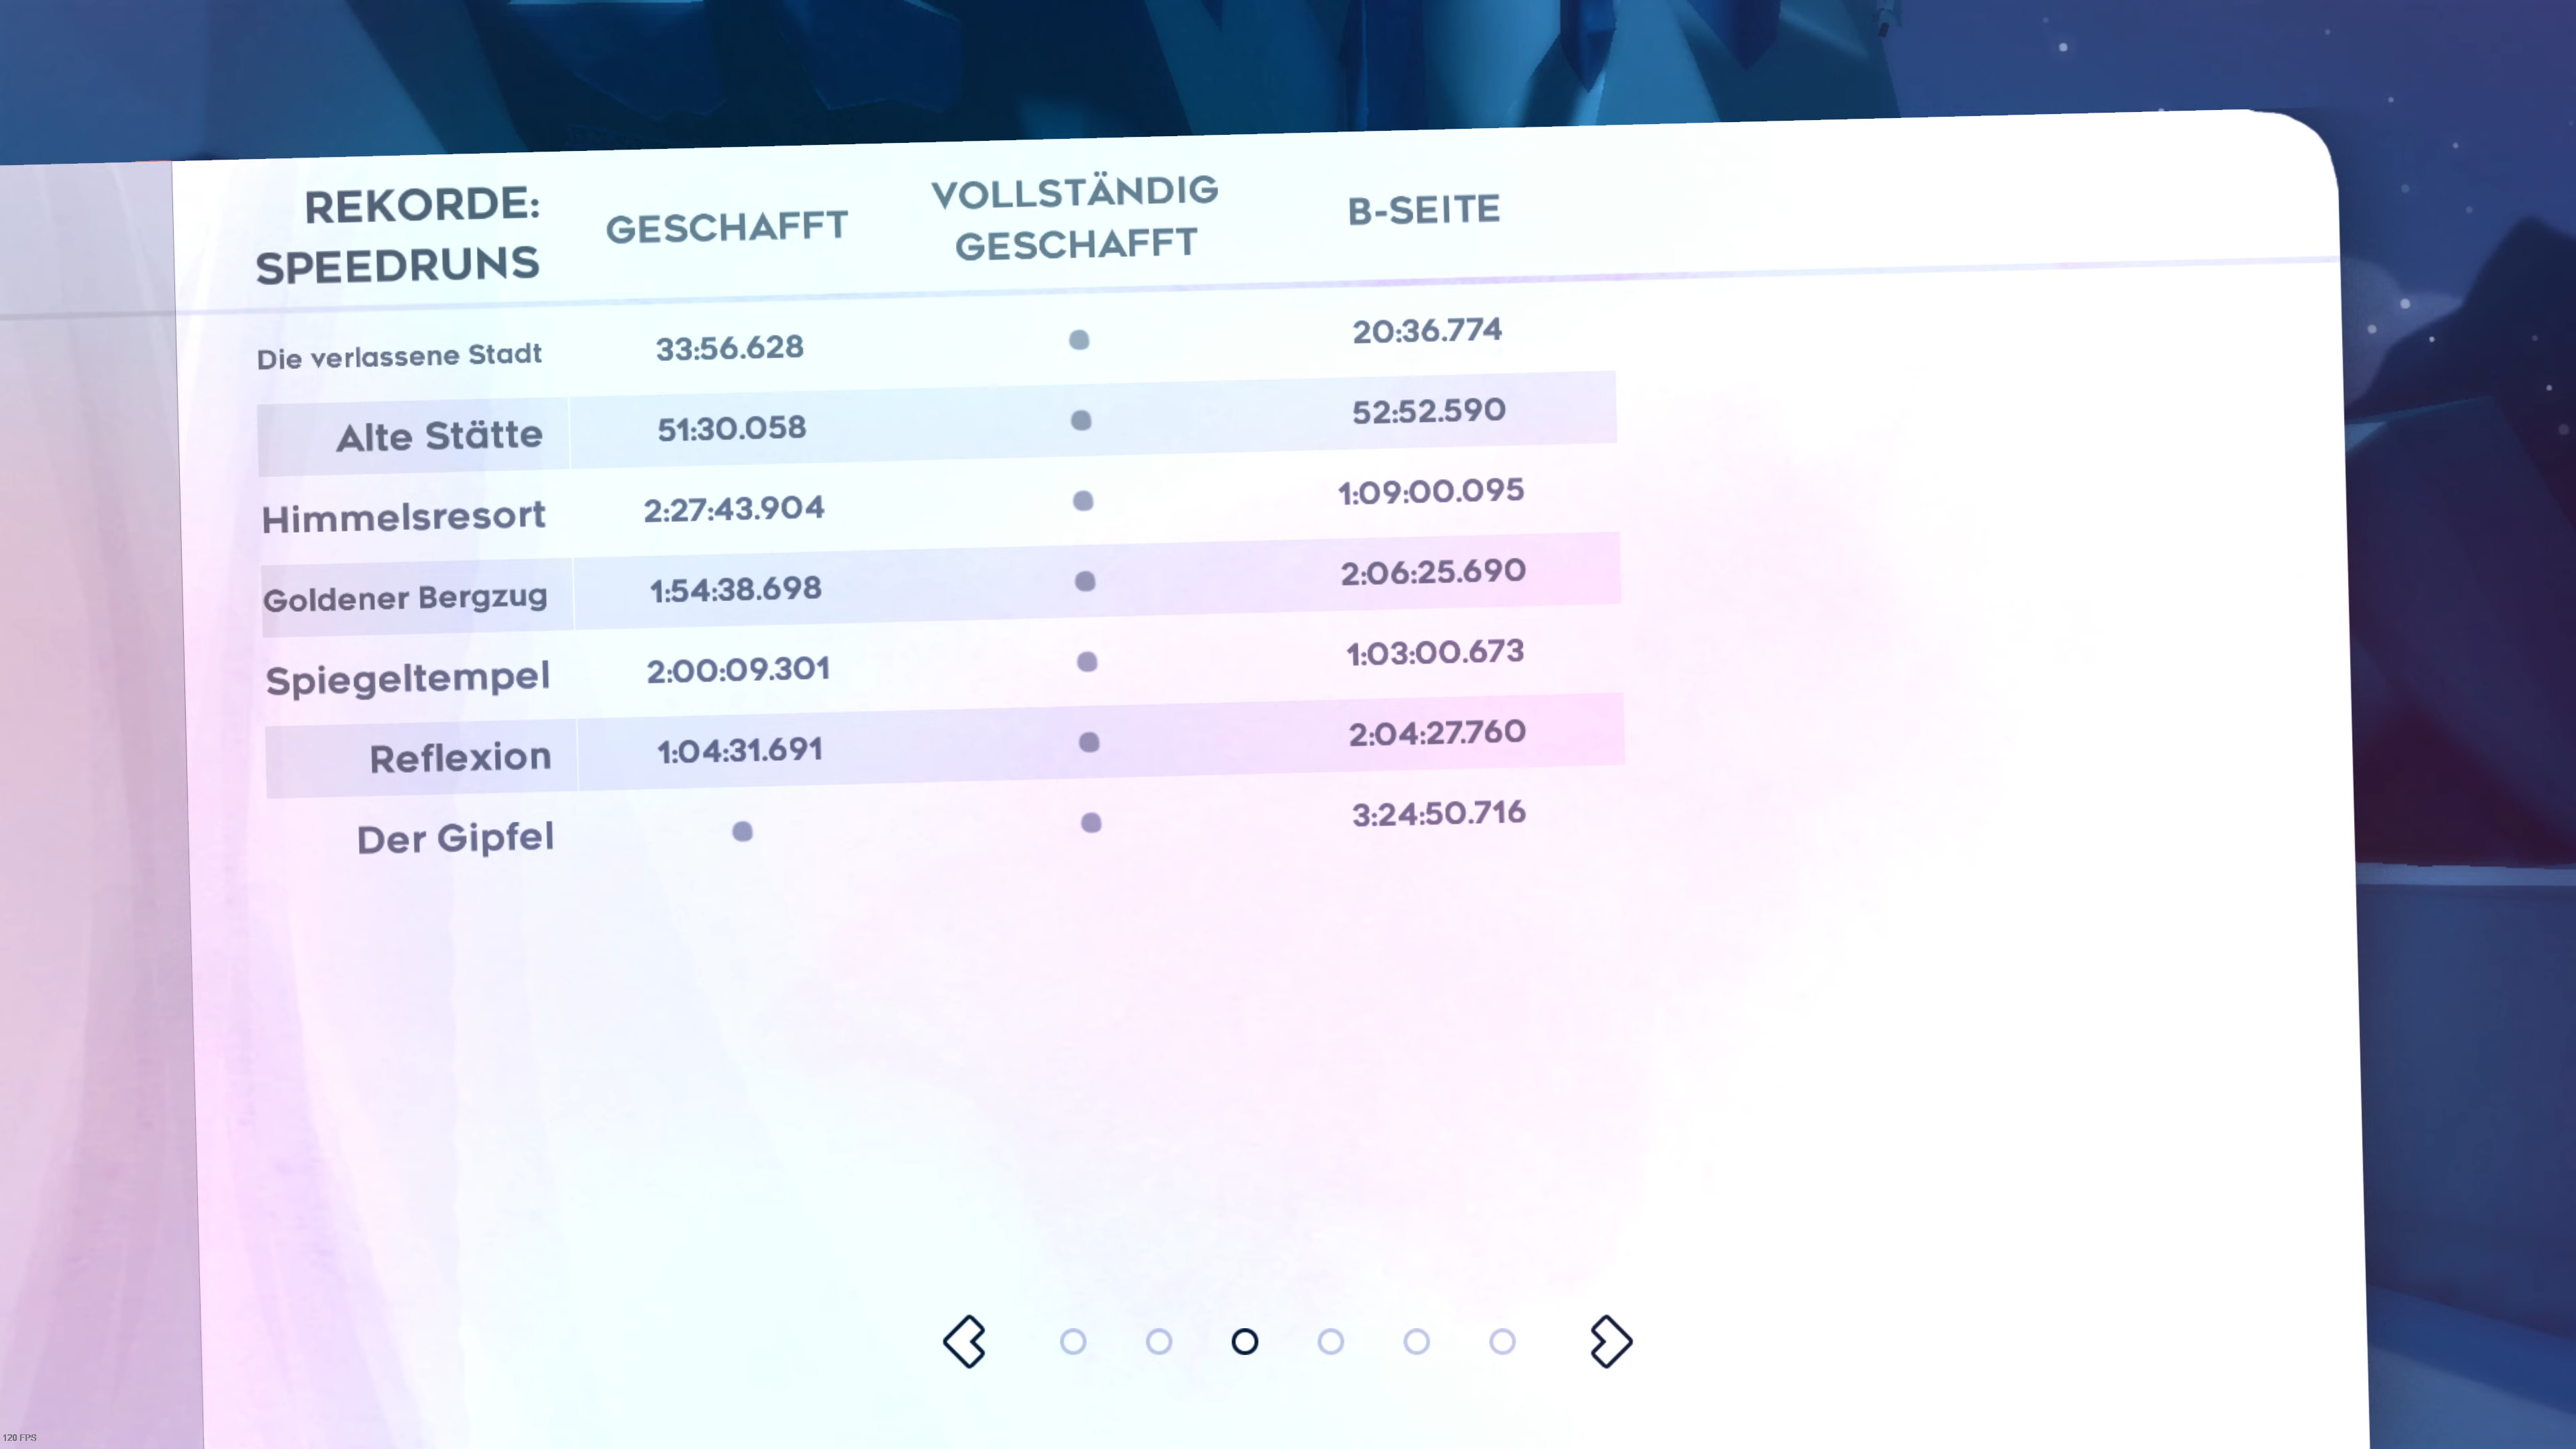 REKORDE:
SPEEDRUNS
GESCHAFFT
VOLLSTÄNDIG
GESCHAFFT
B-SEITE
Die verlassene Stadt 33:56.628 20:36.774
Alte Stätte 51:30.058 52:52.590
Himmelsresort 2:27:43.904 1:09:00.095
Goldener Bergzug 1:54:38.698 2:06:25.690
Spiegeltempel 2:00:09.301 1:03:00.673
Reflexion 1:04:31.691 2:04:27.760
Der Gipfel 3:24:50.716
120 FPS